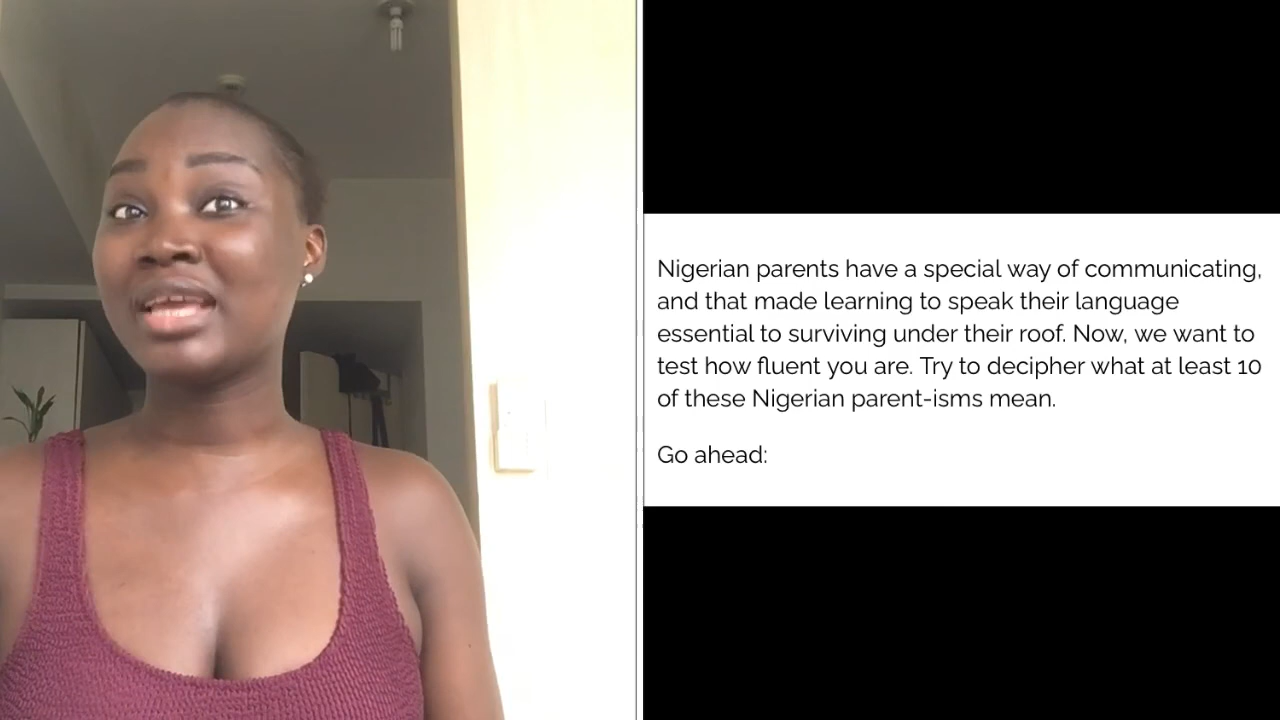 Nigerian parents have a special way of communicating,
and that made learning to speak their language
essential to surviving under their roof. Now, we want to
test how fluent you are. Try to decipher what at least 10
of these Nigerian parent-isms mean.
Go ahead: